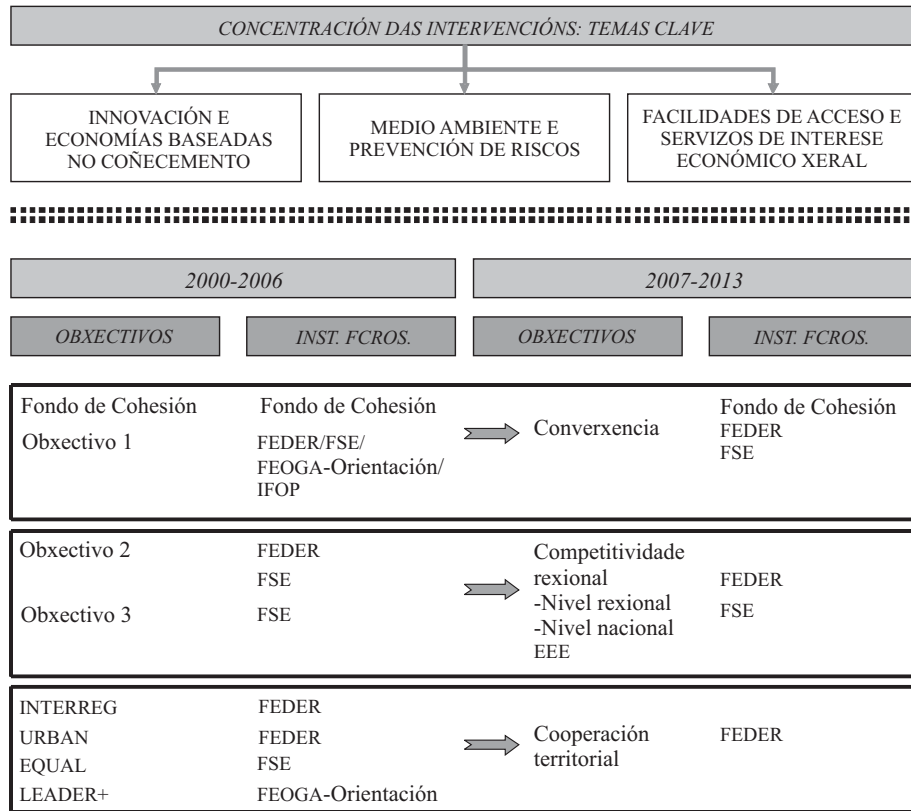 CONCENTRACIÓN DAS INTERVENCIÓNS: TEMAS CLAVE
INNOVACIÓN E
ECONOMÍAS BASEADAS
NO COÑECEMENTO
MEDIO AMBIENTE E
PREVENCIÓN DE RISCOS
FACILIDADES DE ACCESO E
SERVIZOS DE INTERESE
ECONÓMICO XERAL
2000-2006
2007-2013
OBXECTIVOS
INST. FCROS.
OBXECTIVOS
INST. FCROS.
Fondo de Cohesión
Obxectivo 1
Fondo de Cohesión
FEDER/FSE/
FEOGA-Orientación/
IFOP
Converxencia
Fondo de Cohesión
FEDER
FSE
Obxectivo 2
Obxectivo 3
FEDER
FSE
FSE
Competitividade
rexional
-Nivel rexional
-Nivel nacional
EEE
FEDER
FSE
INTERREG
URBAN
EQUAL
LEADER+
FEDER
FEDER
FSE
FEOGA-Orientación
Cooperación
territorial
FEDER